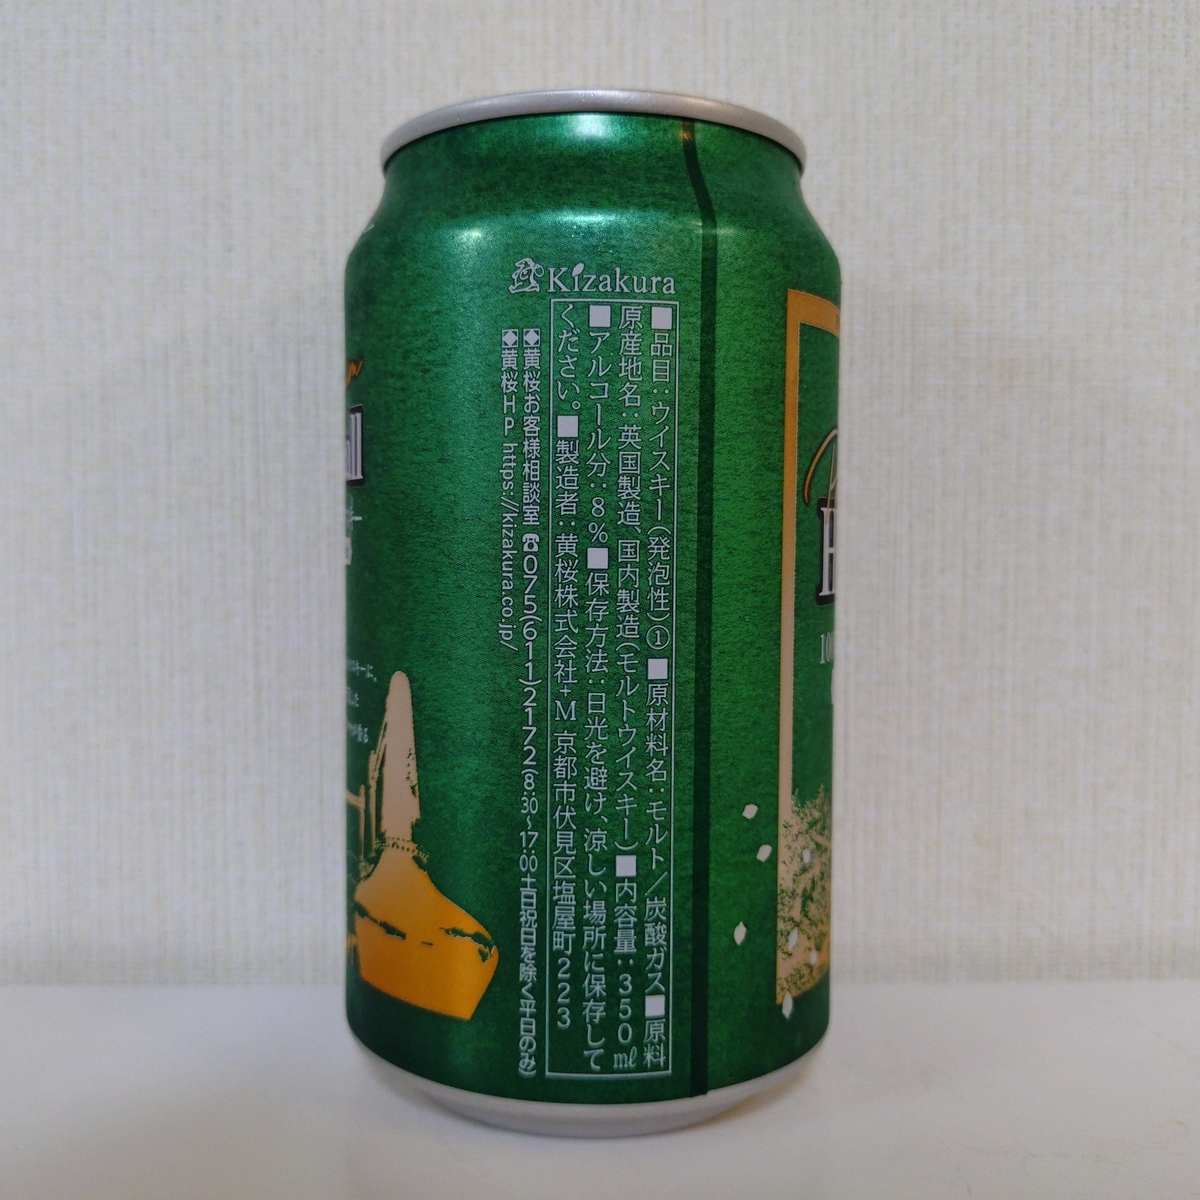 Kizakura
■品目：ウイスキー（発泡性）① ■原材料名：モルト／炭酸ガス ■原料
原産地名：英国製造、国内製造（モルトウイスキー） ■内容量：350㎖
■アルコール分：8% ■保存方法：日光を避け、涼しい場所に保存して
ください。■製造者：黄桜株式会社+M 京都市伏見区塩屋町223
◆黄桜お客様相談室 ☎075(611)2172(8:30～17:00 土日祝日を除く平日のみ)
◆黄桜HP https://kizakura.co.jp/